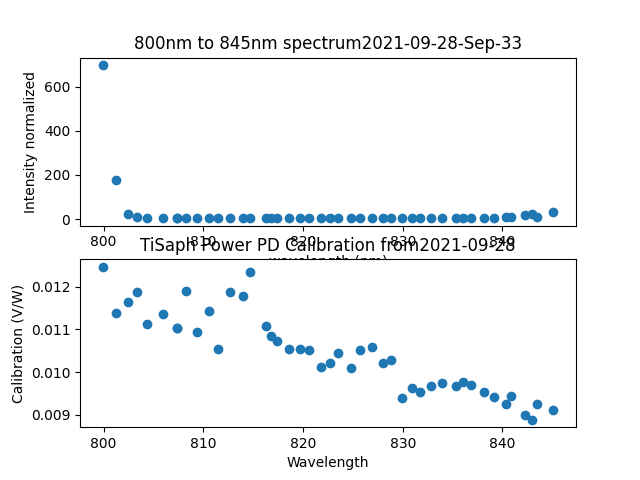 800nm to 845nm spectrum2021-09-28-Sep-33
Intensity normalized
600
400
200
0
800 810 820 830 840
wavelength (nm)
TiSaph Power PD Calibration from2021-09-28
Calibration (V/W)
0.012
0.011
0.010
0.009
800 810 820 830 840
Wavelength